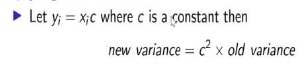 ▶ Let yᵢ = xᵢc where c is a constant then
new variance = c² × old variance